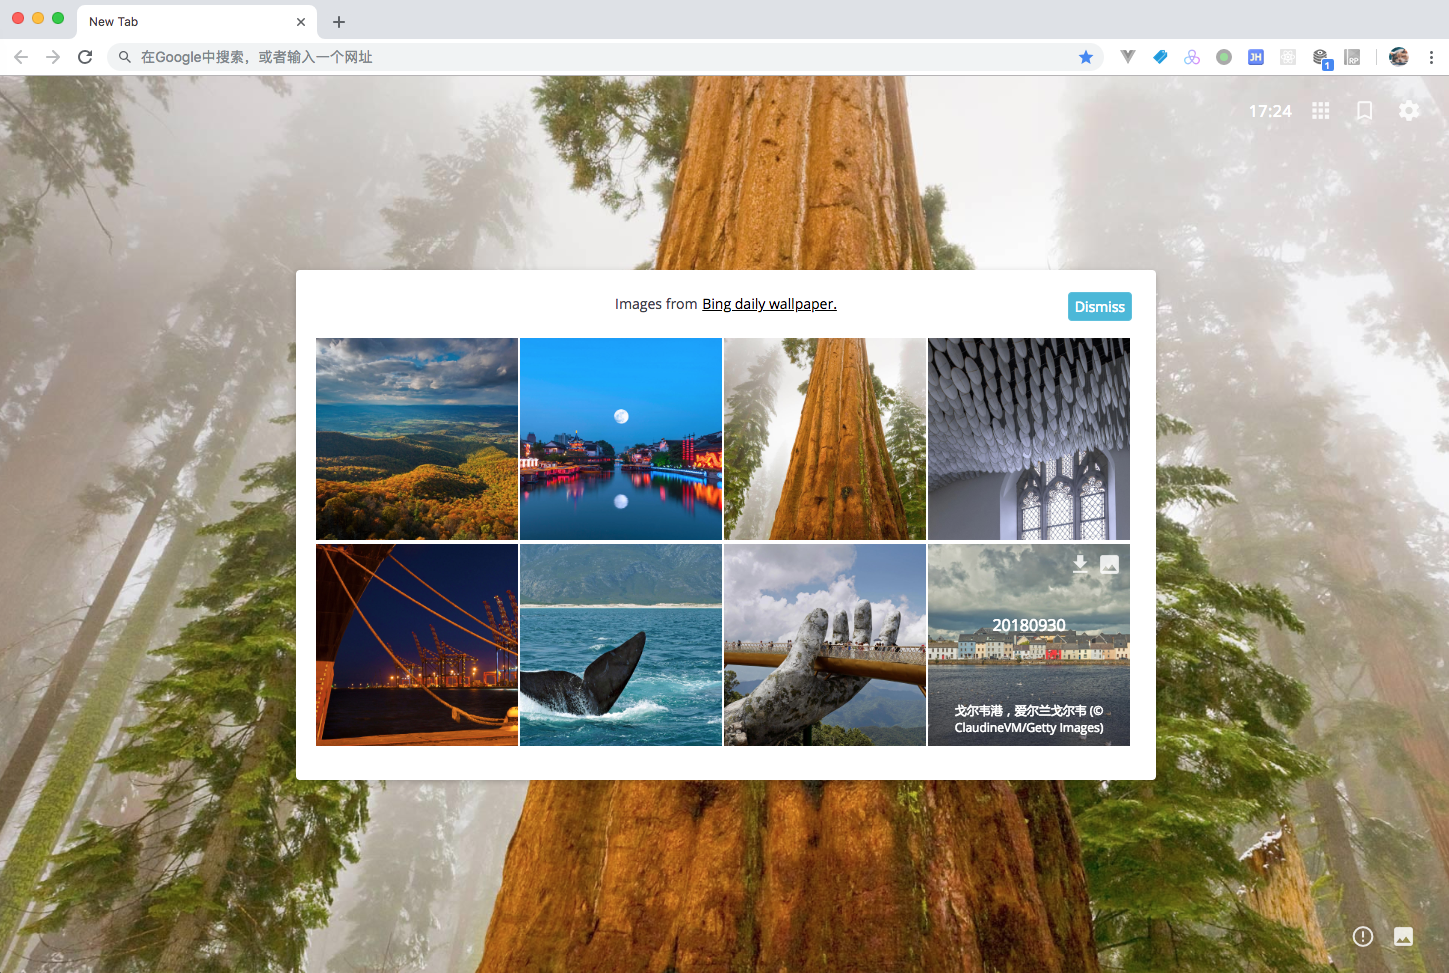 New Tab
在Google中搜索，或者输入一个网址
JH
1
RP
17:24
Images from Bing daily wallpaper.
Dismiss
20180930
戈尔韦港，爱尔兰戈尔韦 (©
ClaudineVM/Getty Images)